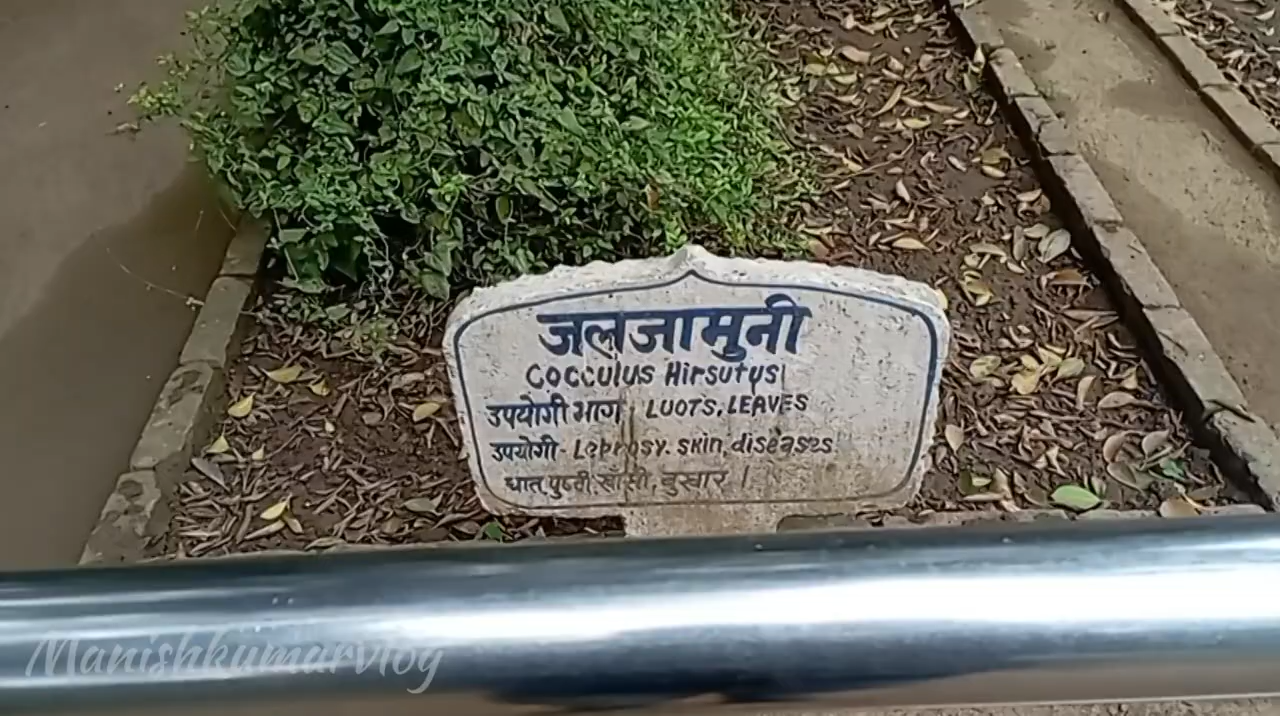 जलजामुनी
Cocculus Hirsutus
उपयोगी भाग LUOTS, LEAVES
उपयोगी - Leprosy. skin, diseases
धात, पुष्टी, खाँसी, बुखार ।
Manishkumarvlog